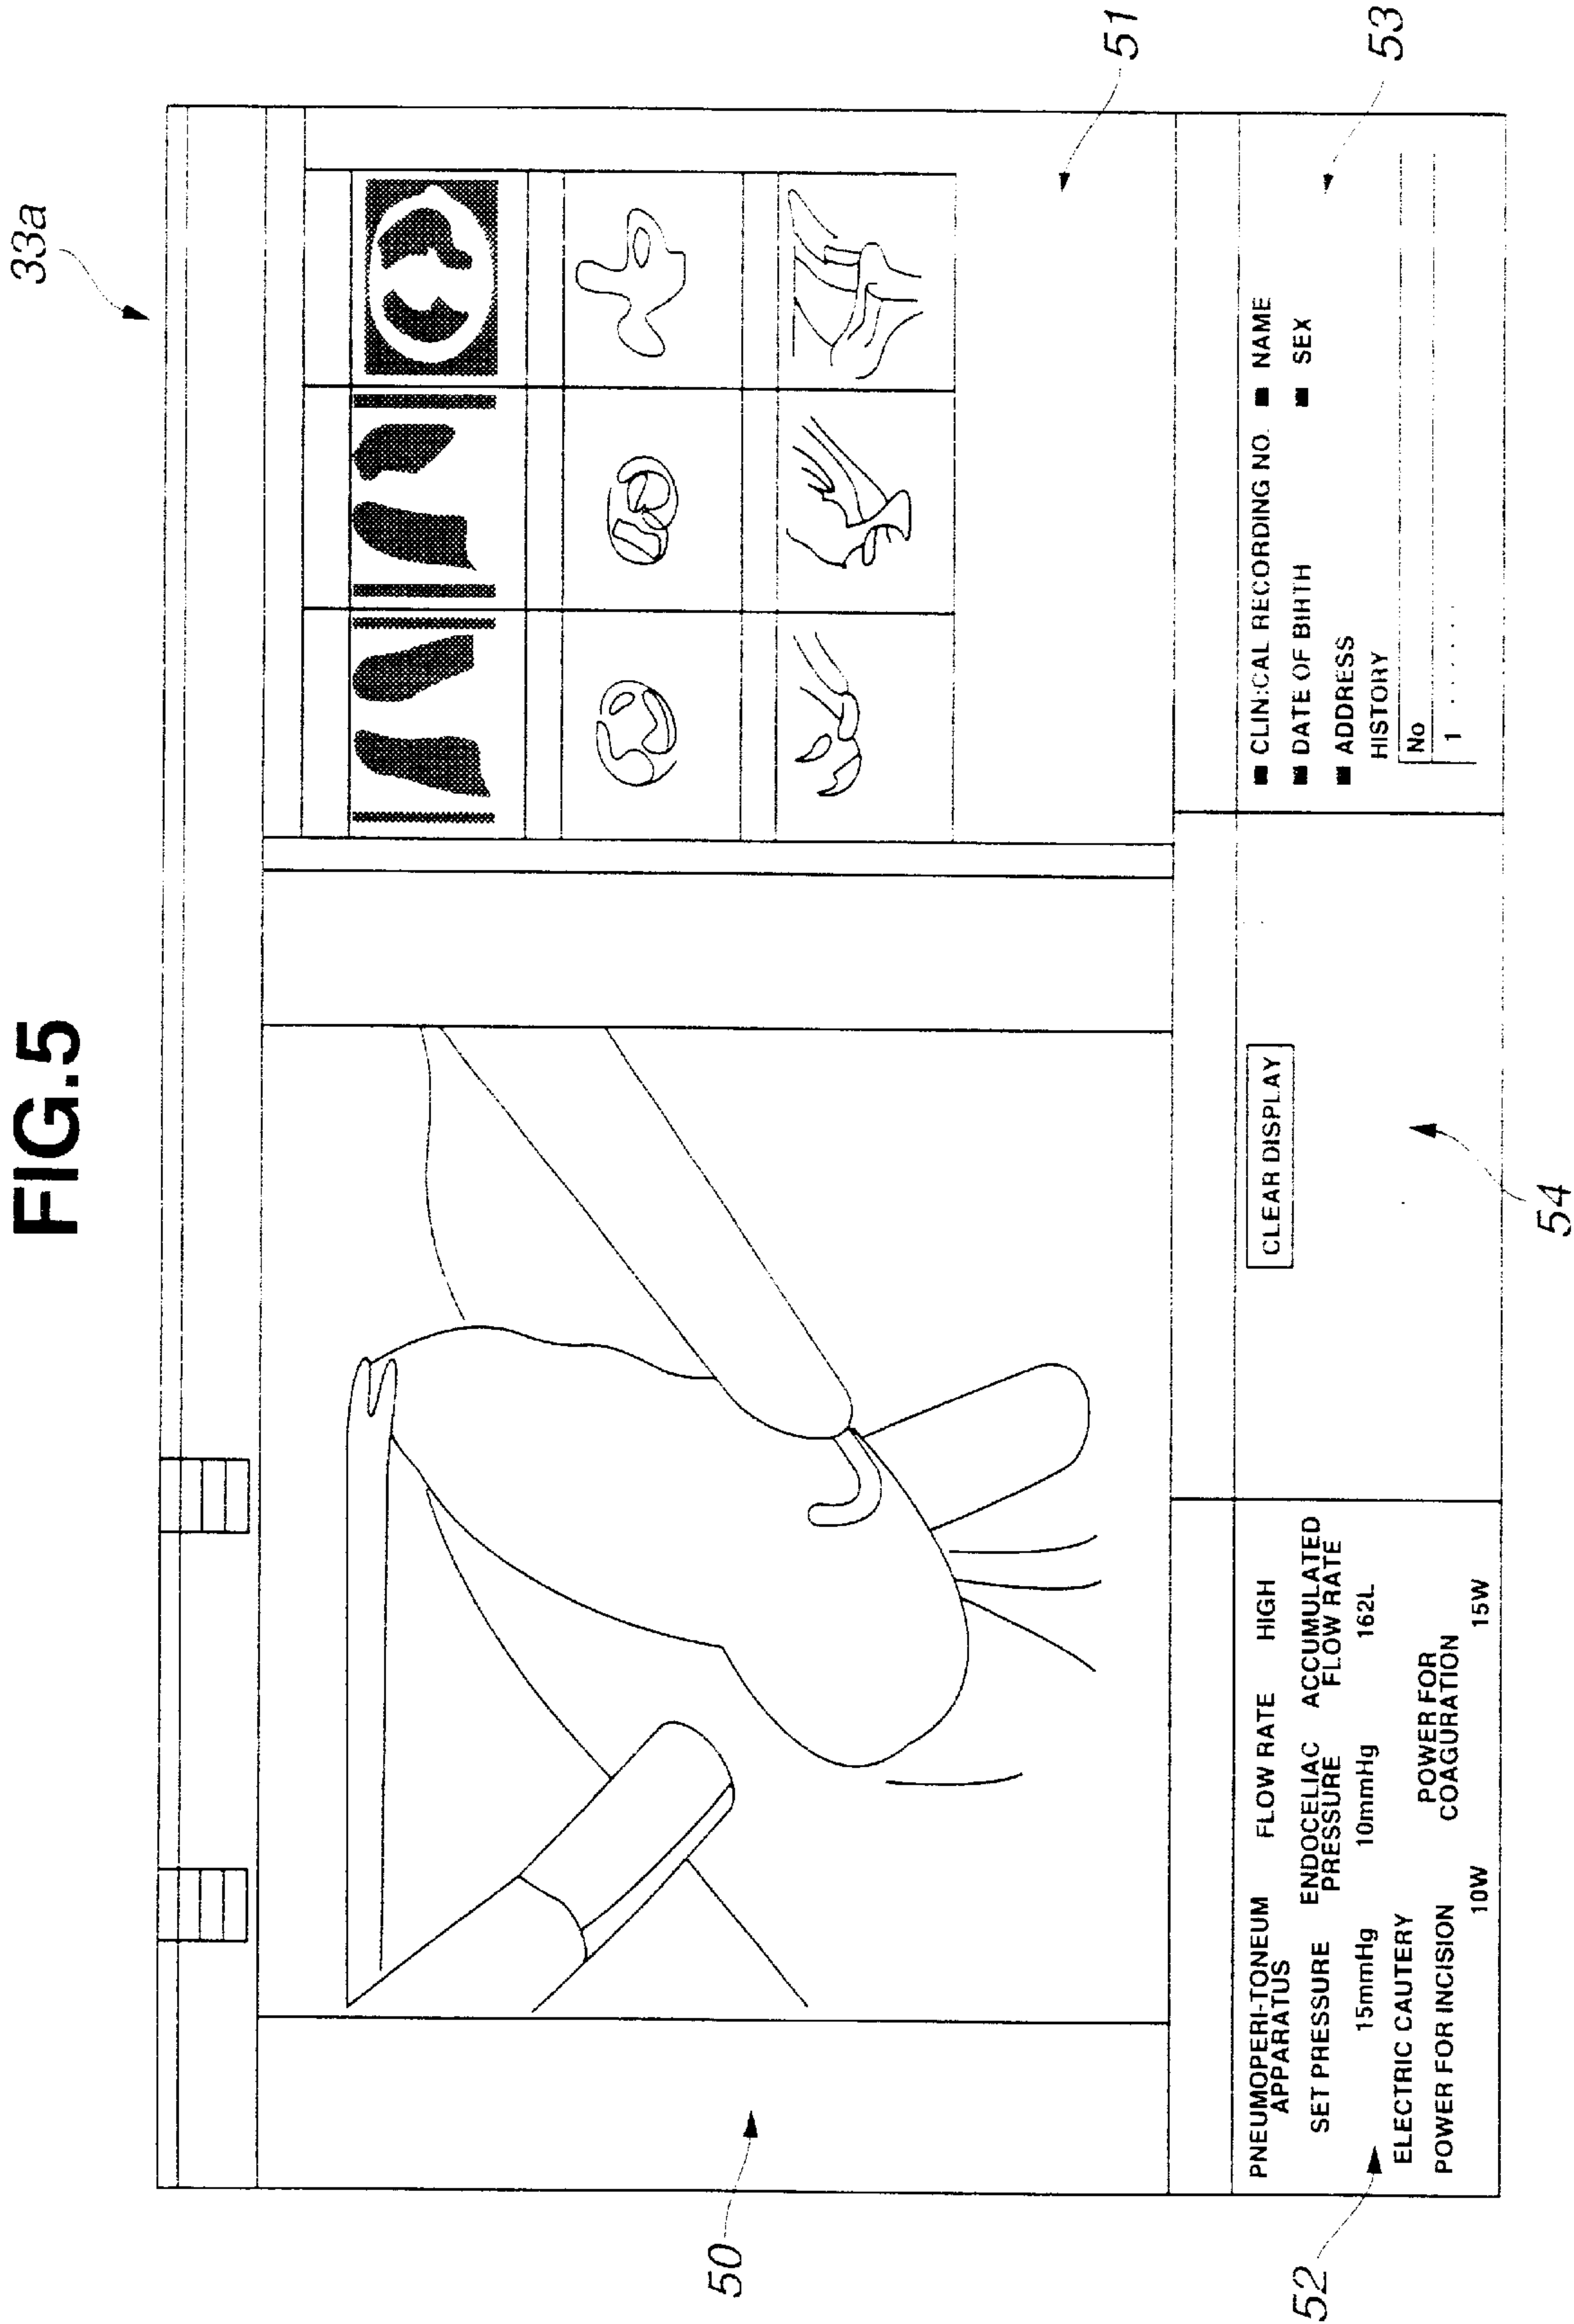 FIG.5
33a
50
51
PNEUMOPERI-TONEUM
APPARATUS
FLOW RATE
HIGH
SET PRESSURE
ENDOCELIAC
PRESSURE
ACCUMULATED
FLOW RATE
15mmHg
10mmHg
162L
ELECTRIC CAUTERY
POWER FOR INCISION
POWER FOR
COAGURATION
10W
15W
52
CLEAR DISPLAY
54
■ CLINICAL RECORDING NO. ■ NAME
■ DATE OF BIRTH ■ SEX
■ ADDRESS
HISTORY
No
1 . . . . .
53